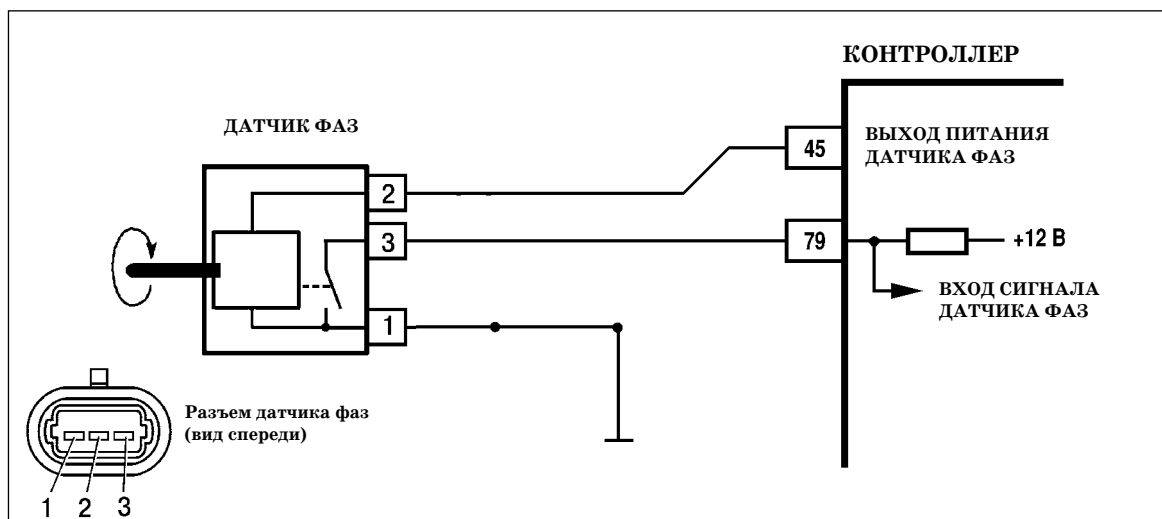 КОНТРОЛЛЕР
ДАТЧИК ФАЗ
45
ВЫХОД ПИТАНИЯ
ДАТЧИКА ФАЗ
2
3
79
+12 В
ВХОД СИГНАЛА
ДАТЧИКА ФАЗ
1
Разъем датчика фаз
(вид спереди)
1 2 3